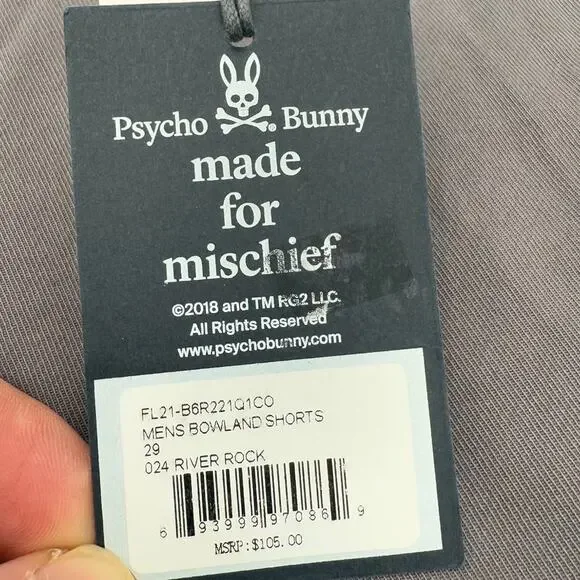 Psycho Bunny
made
for
mischief
©2018 and TM RG2 LLC.
All Rights Reserved
www.psychobunny.com
FL21-B6R221Q1CO
MENS BOWLAND SHORTS
29
024 RIVER ROCK
6 93999 97086 9
MSRP:$105.00